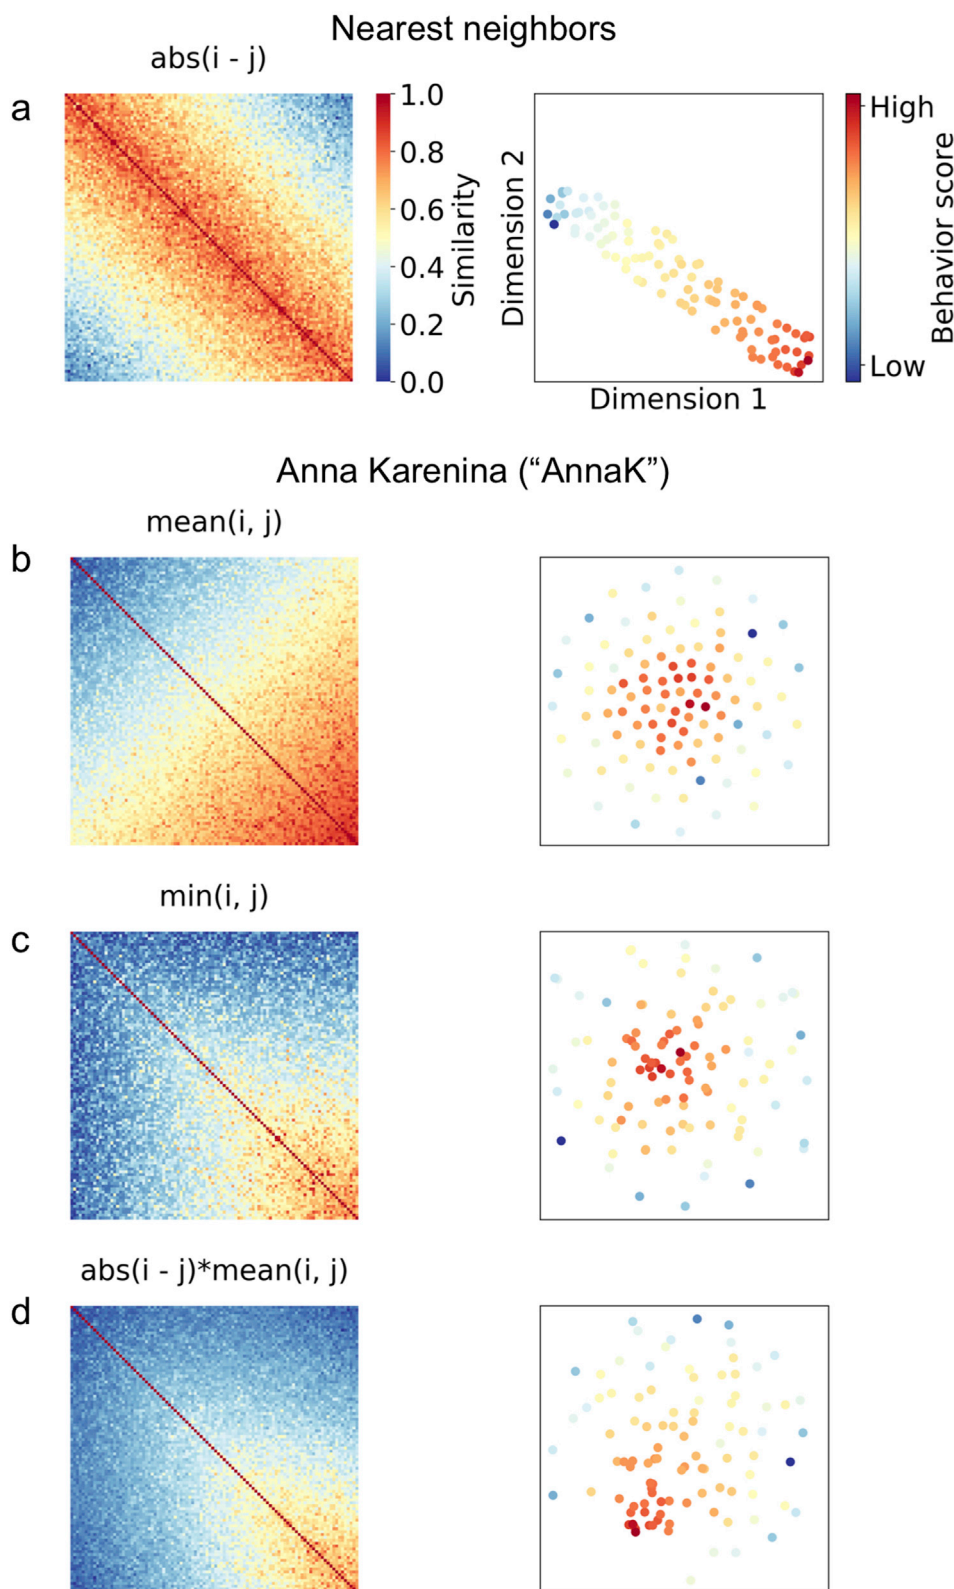 Nearest neighbors
abs(i - j)
a
1.0
0.8
0.6
0.4
0.2
0.0
Similarity
Dimension 2
Dimension 1
High
Low
Behavior score
Anna Karenina (“AnnaK”)
mean(i, j)
b
min(i, j)
c
abs(i - j)*mean(i, j)
d